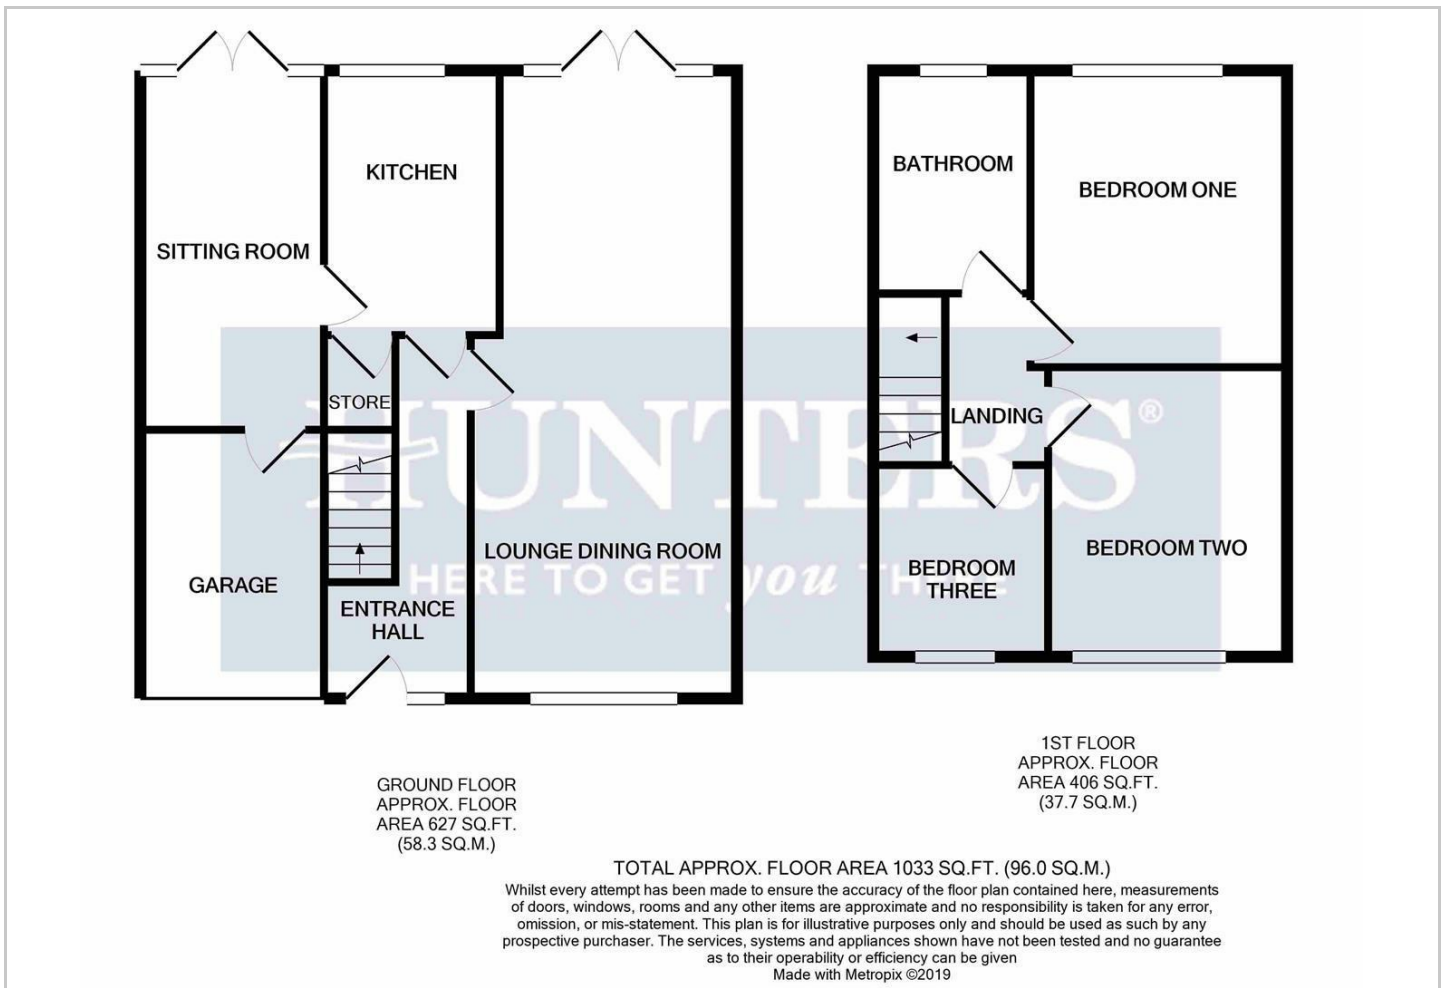 KITCHEN
SITTING ROOM
STORE
LOUNGE DINING ROOM
GARAGE
ENTRANCE
HALL
BATHROOM
BEDROOM ONE
LANDING
BEDROOM TWO
BEDROOM
THREE
HUNTERS®
HERE TO GET you THERE
GROUND FLOOR
APPROX. FLOOR
AREA 627 SQ.FT.
(58.3 SQ.M.)
1ST FLOOR
APPROX. FLOOR
AREA 406 SQ.FT.
(37.7 SQ.M.)
TOTAL APPROX. FLOOR AREA 1033 SQ.FT. (96.0 SQ.M.)
Whilst every attempt has been made to ensure the accuracy of the floor plan contained here, measurements
of doors, windows, rooms and any other items are approximate and no responsibility is taken for any error,
omission, or mis-statement. This plan is for illustrative purposes only and should be used as such by any
prospective purchaser. The services, systems and appliances shown have not been tested and no guarantee
as to their operability or efficiency can be given
Made with Metropix ©2019